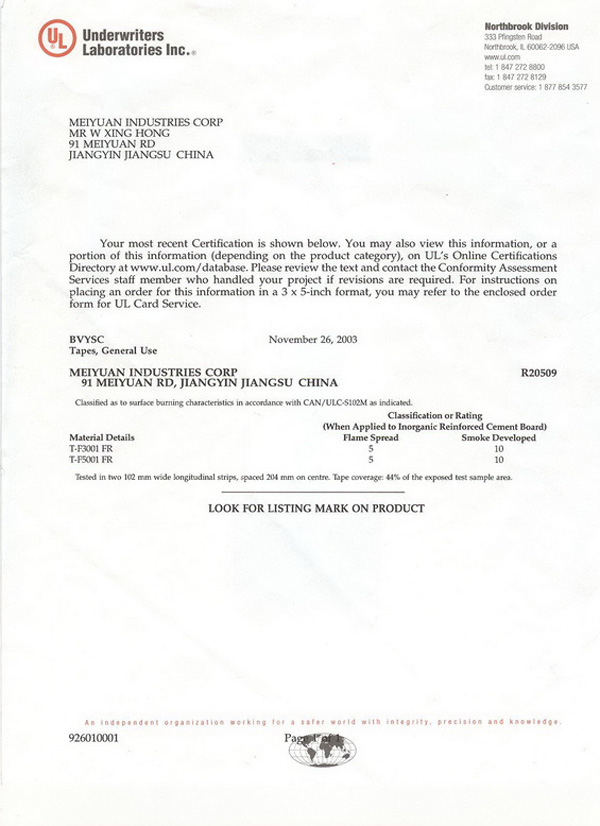 UL
Underwriters
Laboratories Inc.®
Northbrook Division
333 Pfingsten Road
Northbrook, IL 60062-2096 USA
www.ul.com
tel: 1 847 272 8800
fax: 1 847 272 8129
Customer service: 1 877 854 3577
MEIYUAN INDUSTRIES CORP
MR W XING HONG
91 MEIYUAN RD
JIANGYIN JIANGSU CHINA
Your most recent Certification is shown below. You may also view this information, or a
portion of this information (depending on the product category), on UL's Online Certifications
Directory at www.ul.com/database. Please review the text and contact the Conformity Assessment
Services staff member who handled your project if revisions are required. For instructions on
placing an order for this information in a 3 x 5-inch format, you may refer to the enclosed order
form for UL Card Service.
BVYSC November 26, 2003
Tapes, General Use
MEIYUAN INDUSTRIES CORP R20509
91 MEIYUAN RD, JIANGYIN JIANGSU CHINA
Classified as to surface burning characteristics in accordance with CAN/ULC-S102M as indicated.
Classification or Rating
(When Applied to Inorganic Reinforced Cement Board)
Material Details Flame Spread Smoke Developed
T-F3001 FR 5 10
T-F5001 FR 5 10
Tested in two 102 mm wide longitudinal strips, spaced 204 mm on centre. Tape coverage: 44% of the exposed test sample area.
LOOK FOR LISTING MARK ON PRODUCT
An independent organization working for a safer world with integrity, precision and knowledge.
926010001 Page 1 of 1